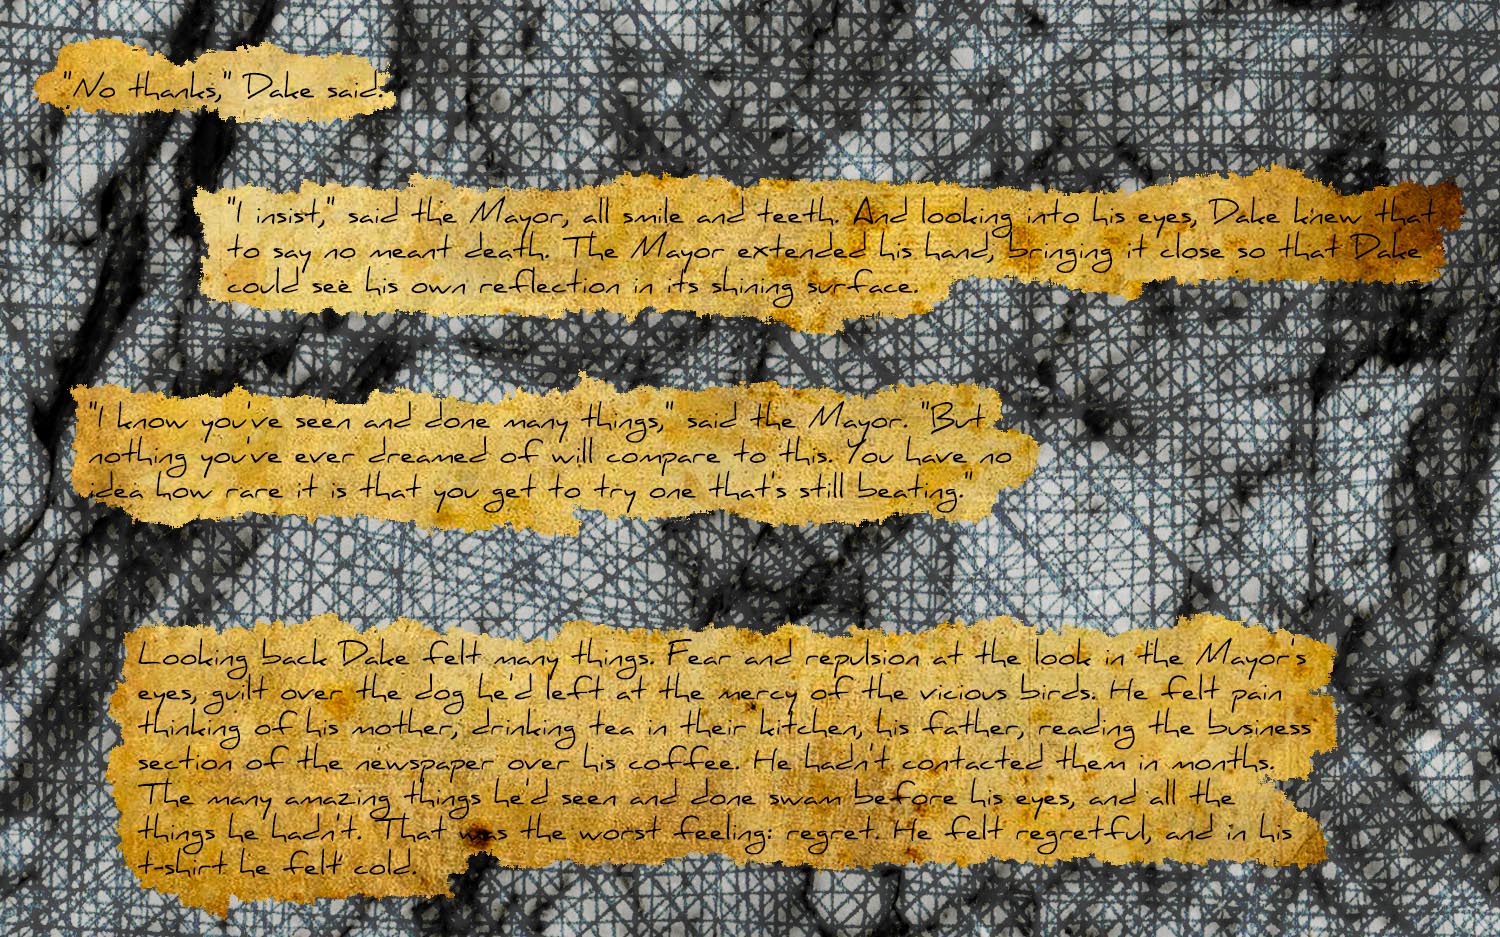 "No thanks," Dake said.
"I insist," said the Mayor, all smile and teeth. And looking into his eyes, Dake knew that
to say no meant death. The Mayor extended his hand, bringing it close so that Dake
could see his own reflection in its shining surface.
"I know you've seen and done many things," said the Mayor. "But
nothing you've ever dreamed of will compare to this. You have no
idea how rare it is that you get to try one that's still beating."
Looking back Dake felt many things. Fear and repulsion at the look in the Mayor's
eyes, guilt over the dog he'd left at the mercy of the vicious birds. He felt pain
thinking of his mother, drinking tea in their kitchen, his father, reading the business
section of the newspaper over his coffee. He hadn't contacted them in months.
The many amazing things he'd seen and done swam before his eyes, and all the
things he hadn't. That was the worst feeling: regret. He felt regretful, and in his
t-shirt he felt cold.